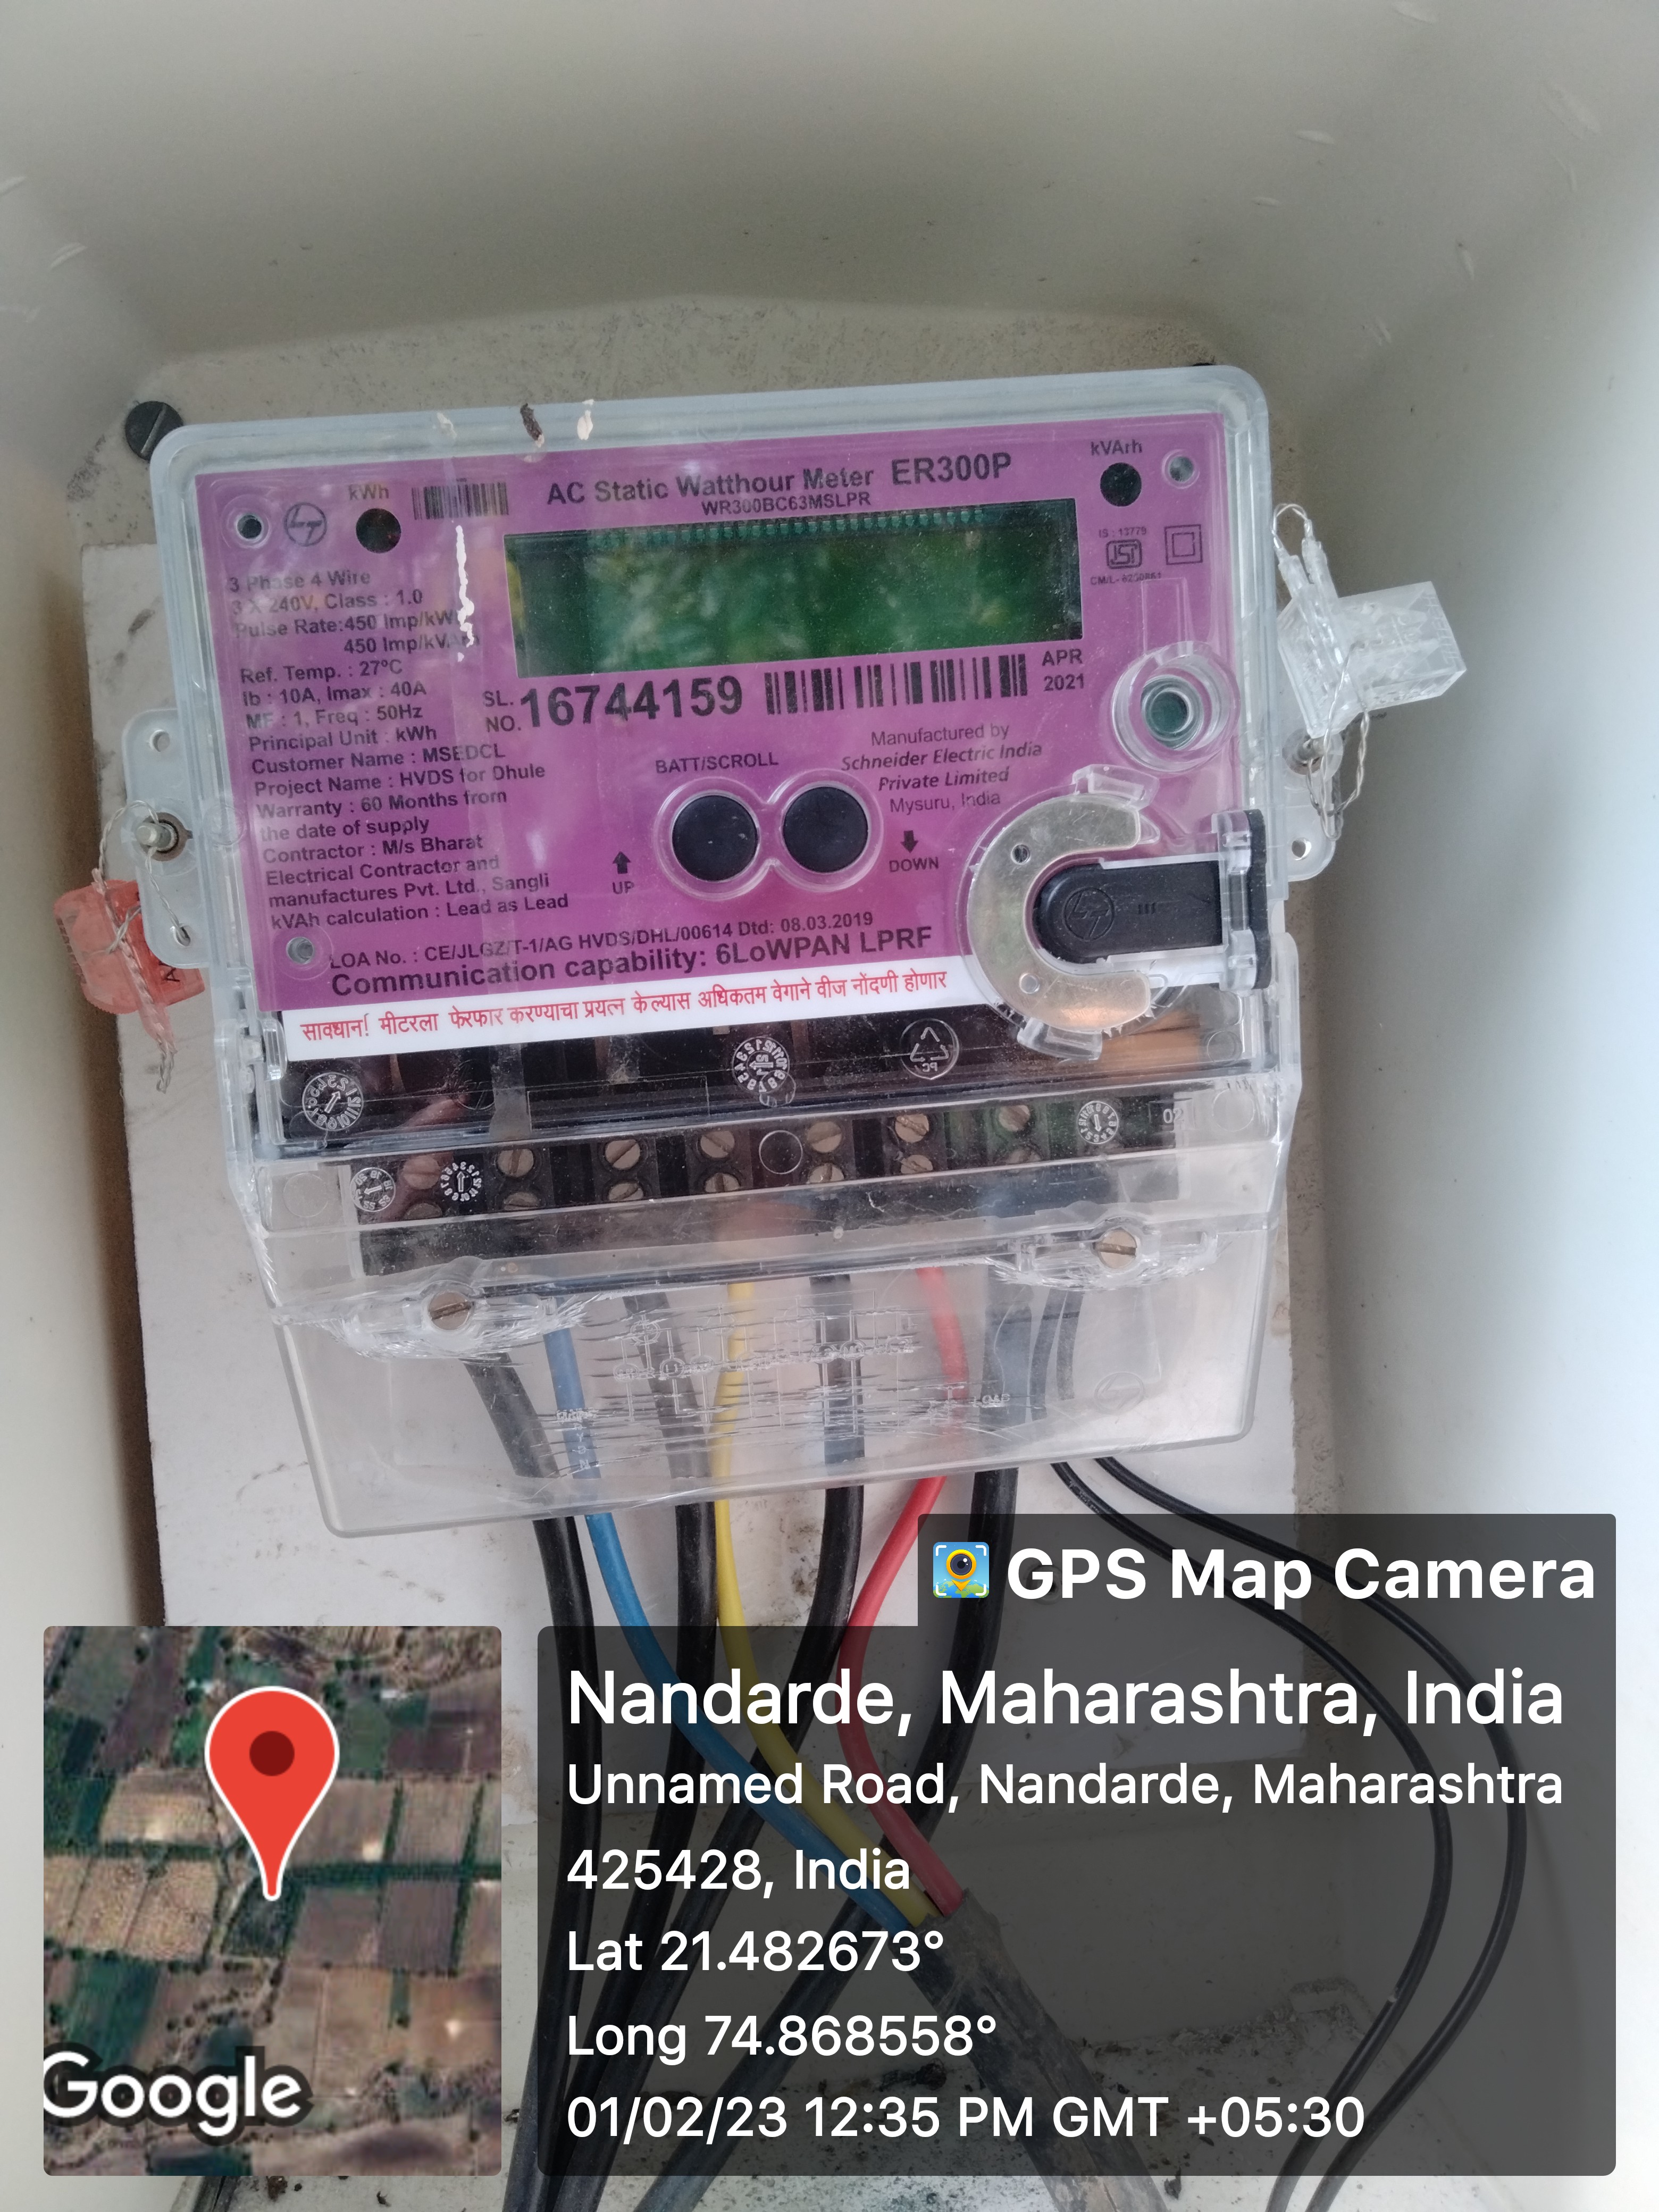 kWh
AC Static Watthour Meter ER300P
WR300BC63MSLPR
kVArh
IS : 13779
ISI
CM/L-
3 Phase 4 Wire
3 X 240V, Class : 1.0
Pulse Rate:450 Imp/kWh
450 Imp/kVArh
Ref. Temp. : 27°C
Ib : 10A, Imax : 40A
MF : 1, Freq : 50Hz
Principal Unit : kWh
Customer Name : MSEDCL
Project Name : HVDS for Dhule
Warranty : 60 Months from
the date of supply
Contractor : M/s Bharat
Electrical Contractor and
manufactures Pvt. Ltd., Sangli
kVAh calculation : Lead as Lead
SL.
NO. 16744159
APR
2021
BATT/SCROLL
UP
DOWN
Manufactured by
Schneider Electric India
Private Limited
Mysuru, India
LOA No. : CE/JLGZ/T-1/AG HVDS/DHL/00614 Dtd: 08.03.2019
Communication capability: 6LoWPAN LPRF
सावधान! मीटरला फेरफार करण्याचा प्रयत्न केल्यास अधिकतम वेगाने वीज नोंदणी होणार
GPS Map Camera
Nandarde, Maharashtra, India
Unnamed Road, Nandarde, Maharashtra
425428, India
Lat 21.482673°
Long 74.868558°
01/02/23 12:35 PM GMT +05:30
Google